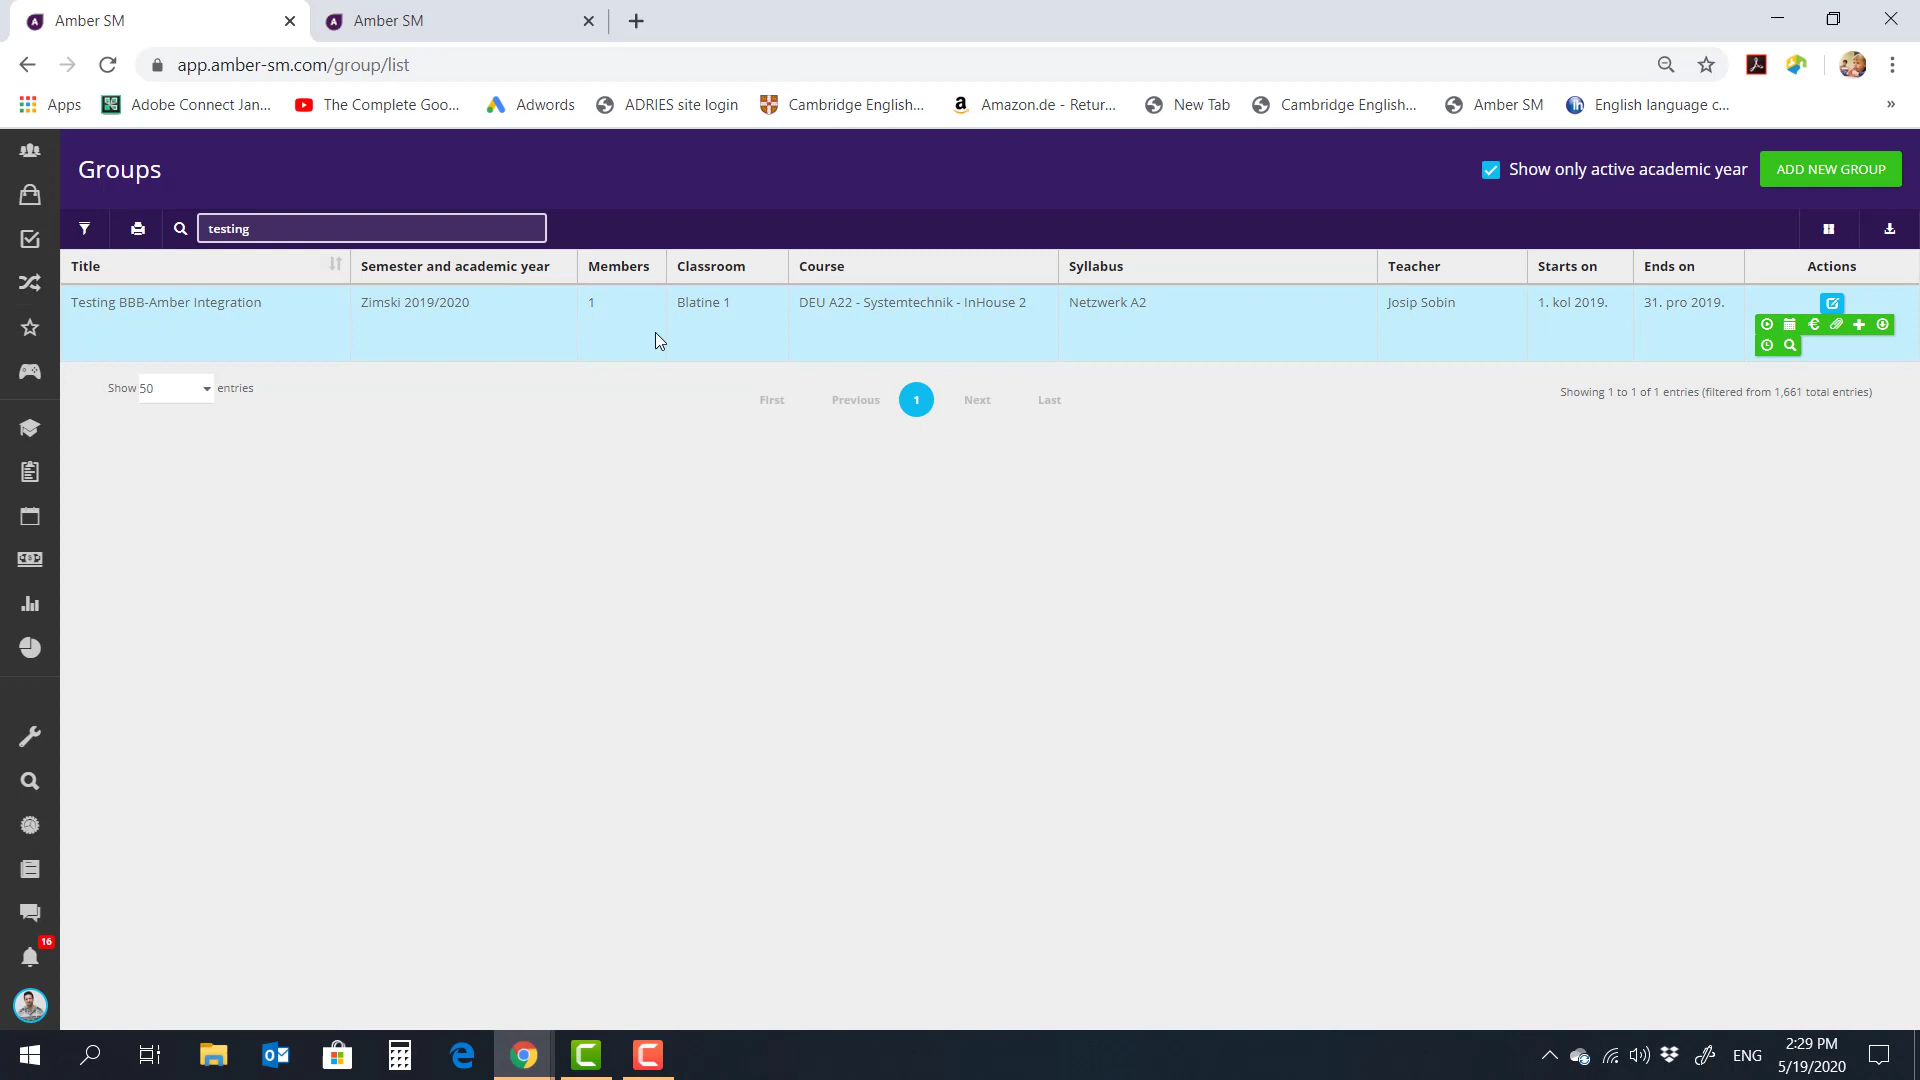 Amber SM
Amber SM
app.amber-sm.com/group/list
Apps
Adobe Connect Jan...
The Complete Goo...
Adwords
ADRIES site login
Cambridge English...
Amazon.de - Retur...
New Tab
Cambridge English...
Amber SM
English language c...
»
Groups
Show only active academic year
ADD NEW GROUP
testing
Title Semester and academic year Members Classroom Course Syllabus Teacher Starts on Ends on Actions
Testing BBB-Amber Integration Zimski 2019/2020 1 Blatine 1 DEU A22 - Systemtechnik - InHouse 2 Netzwerk A2 Josip Sobin 1. kol 2019. 31. pro 2019.
Show 50 entries
First Previous 1 Next Last
Showing 1 to 1 of 1 entries (filtered from 1,661 total entries)
16
ENG
2:29 PM
5/19/2020